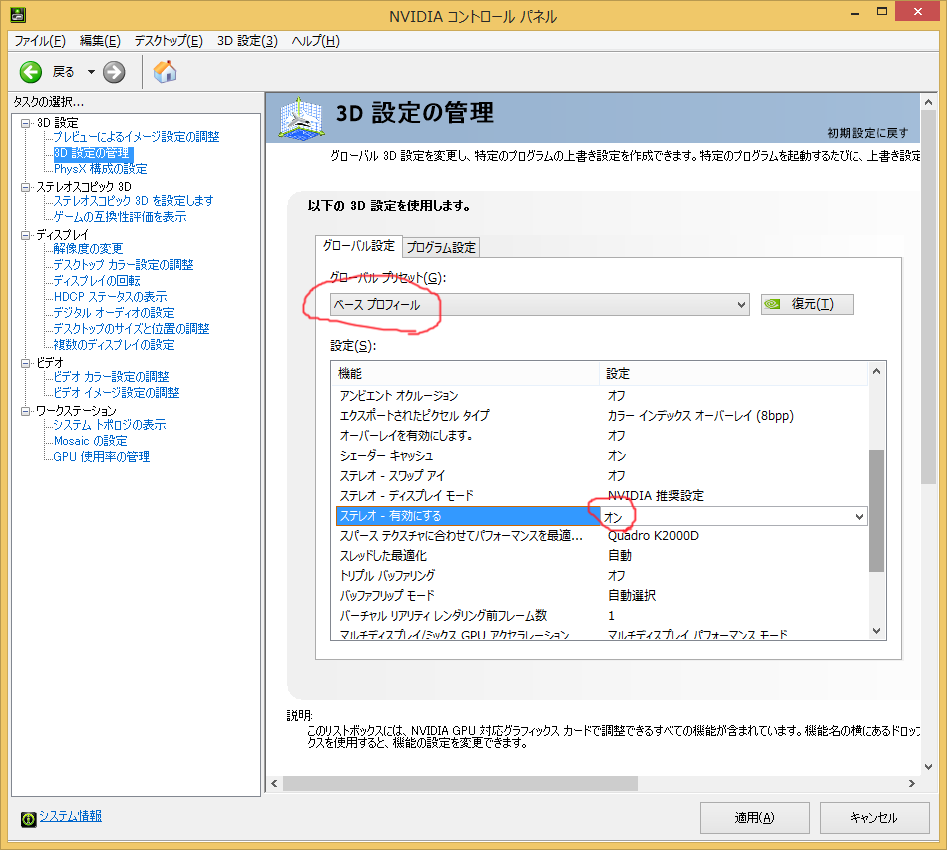 NVIDIA コントロール パネル
ファイル(F) 編集(E) デスクトップ(E) 3D 設定(3) ヘルプ(H)
戻る
タスクの選択...
3D 設定
プレビューによるイメージ設定の調整
3D 設定の管理
PhysX 構成の設定
ステレオスコピック 3D
ステレオスコピック 3D を設定します
ゲームの互換性評価を表示
ディスプレイ
解像度の変更
デスクトップ カラー設定の調整
ディスプレイの回転
HDCP ステータスの表示
デジタル オーディオの設定
デスクトップのサイズと位置の調整
複数のディスプレイの設定
ビデオ
ビデオ カラー設定の調整
ビデオ イメージ設定の調整
ワークステーション
システム トポロジの表示
Mosaic の設定
GPU 使用率の管理
システム情報
3D 設定の管理
初期設定に戻す
グローバル 3D 設定を変更し、特定のプログラムの上書き設定を作成できます。特定のプログラムを起動するたびに、上書き設定
以下の 3D 設定を使用します。
グローバル設定 プログラム設定
グローバル プリセット(G):
ベース プロフィール 復元(T)
設定(S):
機能 設定
アンビエント オクルージョン オフ
エクスポートされたピクセル タイプ カラー インデックス オーバーレイ (8bpp)
オーバーレイを有効にします。 オフ
シェーダー キャッシュ オン
ステレオ - スワップ アイ オフ
ステレオ - ディスプレイ モード NVIDIA 推奨設定
ステレオ - 有効にする オン
スパース テクスチャに合わせてパフォーマンスを最適... Quadro K2000D
スレッドした最適化 自動
トリプル バッファリング オフ
バッファフリップ モード 自動選択
バーチャル リアリティ レンダリング前フレーム数 1
マルチディスプレイ/ミックス GPU アクセラレーション マルチディスプレイ パフォーマンス モード
説明:
このリストボックスには、NVIDIA GPU 対応グラフィックス カードで調整できるすべての機能が含まれています。機能名の横にあるドロップ
クスを使用すると、機能の設定を変更できます。
適用(A) キャンセル